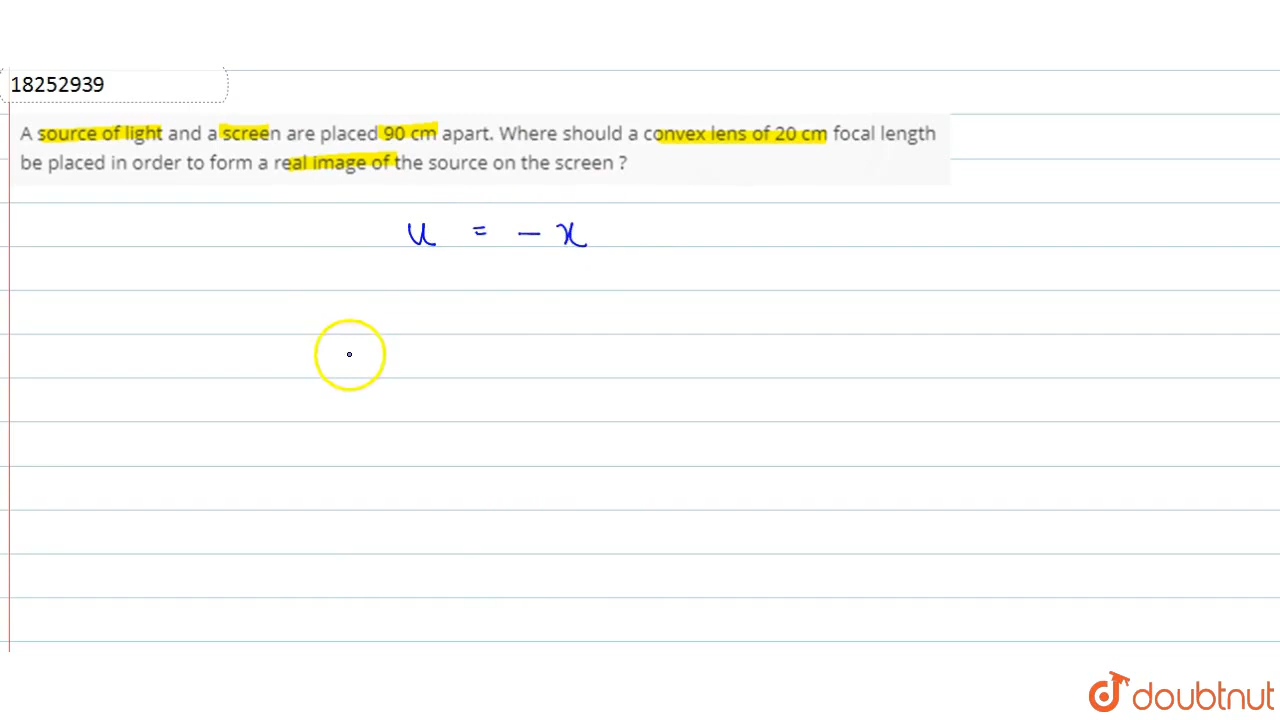 18252939
A source of light and a screen are placed 90 cm apart. Where should a convex lens of 20 cm focal length
be placed in order to form a real image of the source on the screen ?
u = - x
doubtnut